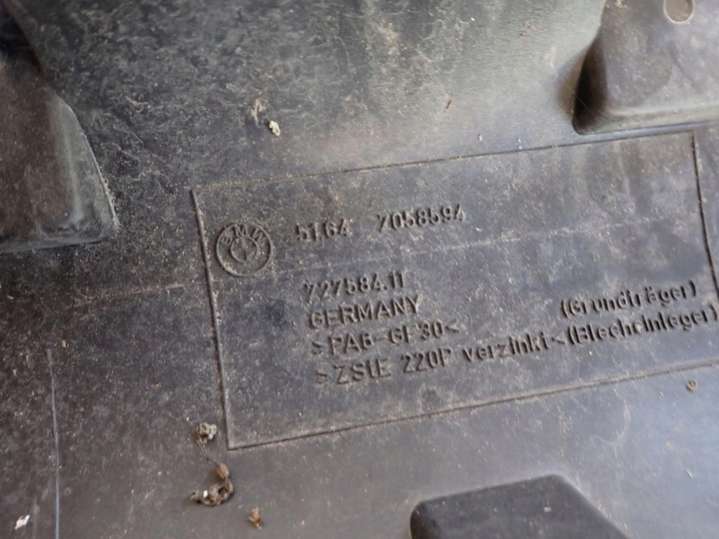 BMW
5164 7058594
727584.11
GERMANY
>PA6-GF30< (Grundträger)
>ZSTE 220P verzinkt<(Blecheinleger)